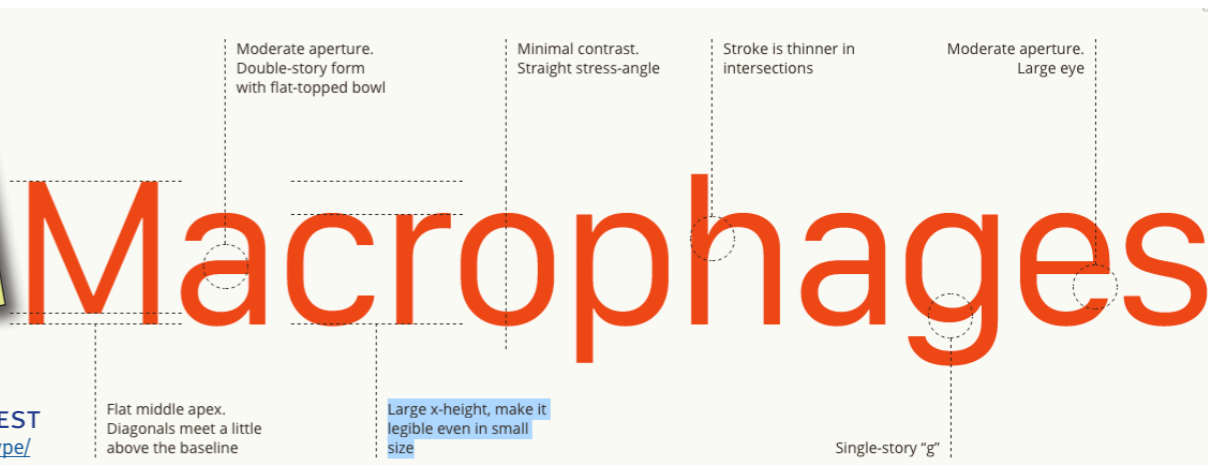 Moderate aperture.
Double-story form
with flat-topped bowl
Minimal contrast.
Straight stress-angle
Stroke is thinner in
intersections
Moderate aperture.
Large eye
Macrophages
Flat middle apex.
Diagonals meet a little
above the baseline
Large x-height, make it
legible even in small
size
Single-story “g”
EST
ype/